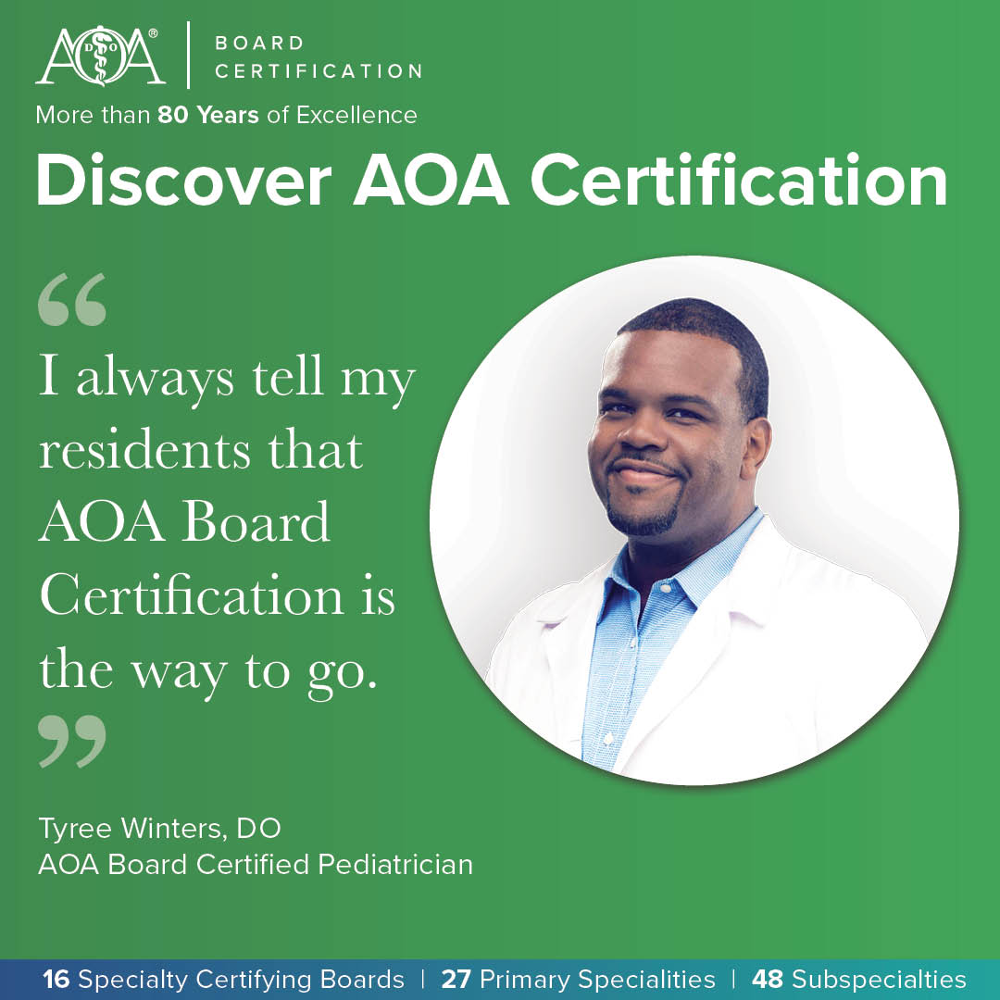 AOA®
D O
BOARD
CERTIFICATION
More than 80 Years of Excellence
Discover AOA Certification
“
I always tell my
residents that
AOA Board
Certification is
the way to go.
”
Tyree Winters, DO
AOA Board Certified Pediatrician
16 Specialty Certifying Boards | 27 Primary Specialities | 48 Subspecialties